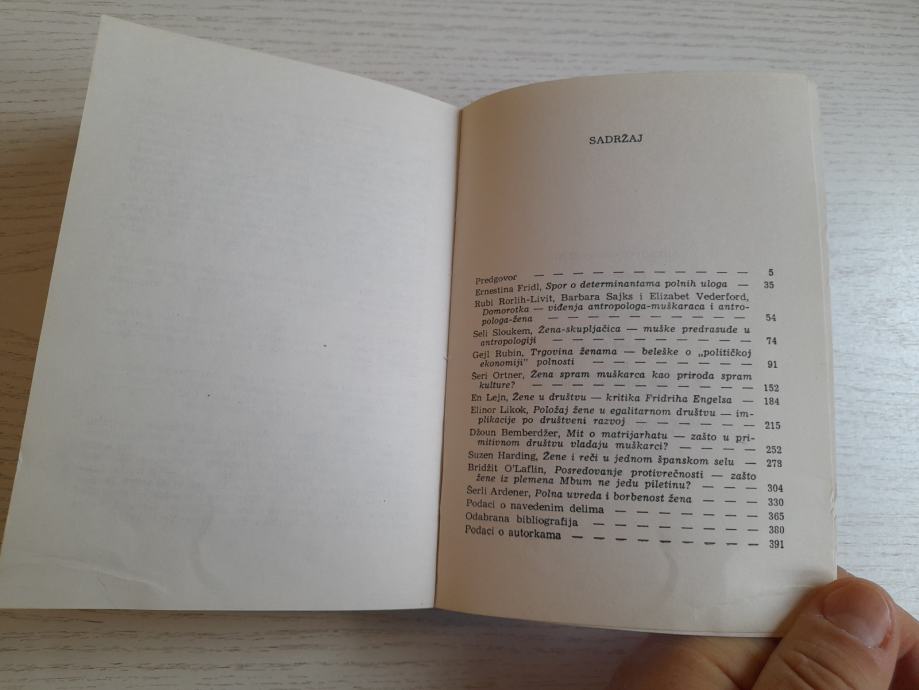 SADRŽAJ
Predgovor — — — — — — — — — — — 5
Ernestina Fridl, Spor o determinantama polnih uloga — 35
Rubi Rorlih-Livit, Barbara Sajks i Elizabet Vederford,
Domorotka — viđenja antropologa-muškaraca i antro-
pologa-žena — — — — — — — — — — — 54
Seli Sloukem, Žena-skupljačica — muške predrasude u
antropologiji — — — — — — — — — — — 74
Gejl Rubin, Trgovina ženama — beleške o „političkoj
ekonomiji" polnosti — — — — — — — — — 91
Šeri Ortner, Žena spram muškarca kao priroda spram
kulture? — — — — — — — — — — — 152
En Lejn, Žene u društvu — kritika Fridriha Engelsa — 184
Elinor Likok, Položaj žene u egalitarnom društvu — im-
plikacije po društveni razvoj — — — — — — 215
Džoun Bemberdžer, Mit o matrijarhatu — zašto u pri-
mitivnom društvu vladaju muškarci? — — — — 252
Suzen Harding, Žene i reči u jednom španskom selu — 278
Bridžit O'Laflin, Posredovanje protivrečnosti — zašto
žene iz plemena Mbum ne jedu piletinu? — — — 304
Šerli Ardener, Polna uvreda i borbenost žena — — — 330
Podaci o navedenim delima — — — — — — — — 365
Odabrana bibliografija — — — — — — — — — 380
Podaci o autorkama — — — — — — — — — — 391